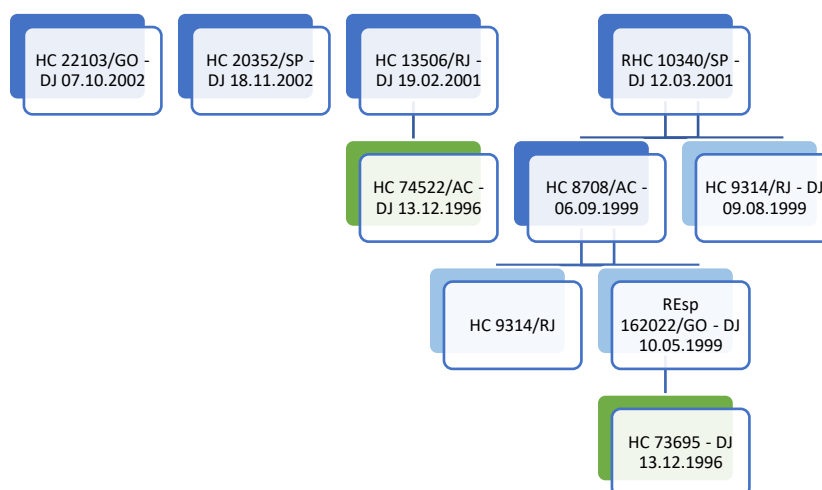 HC 22103/GO -
DJ 07.10.2002
HC 20352/SP -
DJ 18.11.2002
HC 13506/RJ -
DJ 19.02.2001
RHC 10340/SP
- DJ 12.03.2001
HC 74522/AC -
DJ 13.12.1996
HC 8708/AC -
06.09.1999
HC 9314/RJ - DJ
09.08.1999
HC 9314/RJ
REsp
162022/GO - DJ
10.05.1999
HC 73695 - DJ
13.12.1996